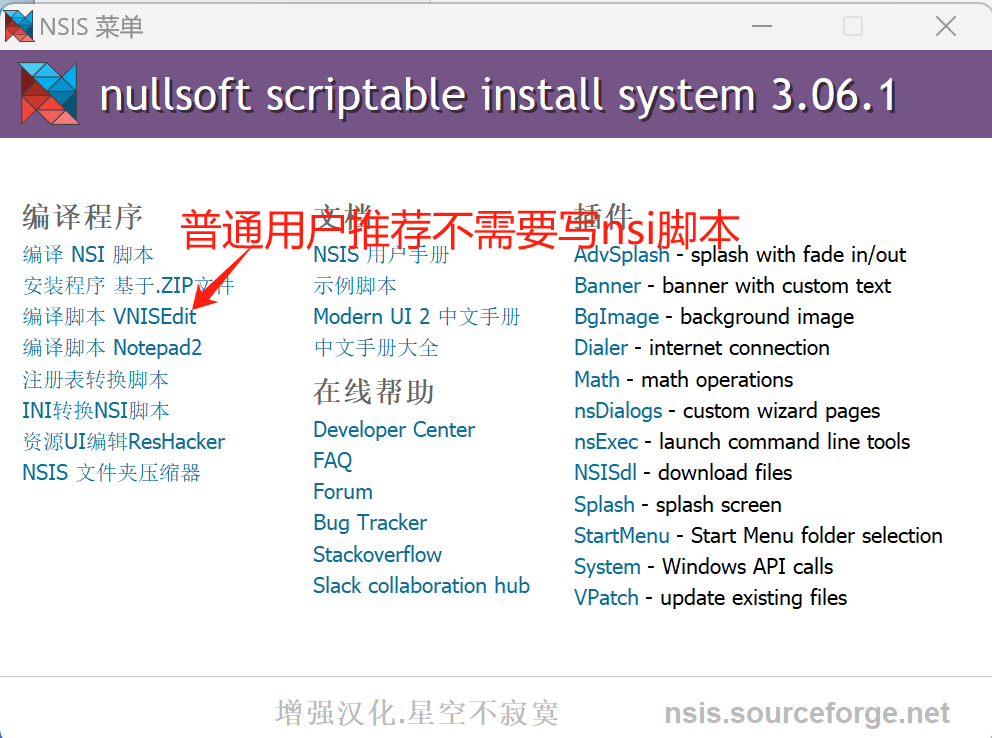 NSIS 菜单
nullsoft scriptable install system 3.06.1
普通用户推荐不需要写nsi脚本
编译程序
编译 NSI 脚本
安装程序 基于.ZIP文件
编译脚本 VNISEdit
编译脚本 Notepad2
注册表转换脚本
INI转换NSI脚本
资源UI编辑ResHacker
NSIS 文件夹压缩器
文档
NSIS 用户手册
示例脚本
Modern UI 2 中文手册
中文手册大全
在线帮助
Developer Center
FAQ
Forum
Bug Tracker
Stackoverflow
Slack collaboration hub
插件
AdvSplash - splash with fade in/out
Banner - banner with custom text
BgImage - background image
Dialer - internet connection
Math - math operations
nsDialogs - custom wizard pages
nsExec - launch command line tools
NSISdl - download files
Splash - splash screen
StartMenu - Start Menu folder selection
System - Windows API calls
VPatch - update existing files
增强汉化.星空不寂寞
nsis.sourceforge.net